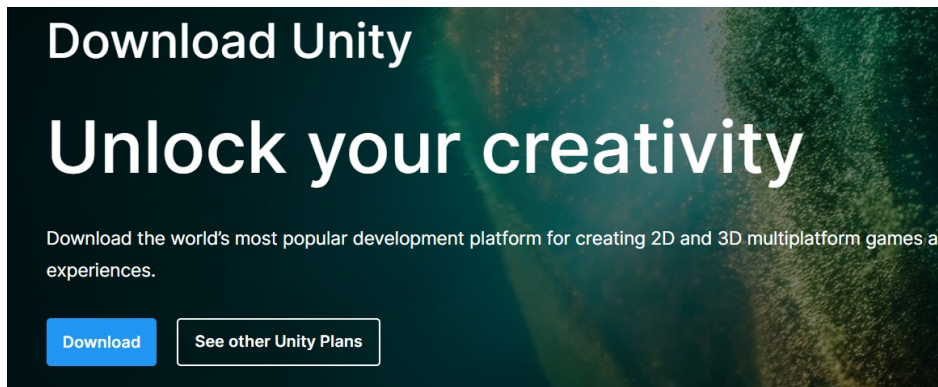 Download Unity
Unlock your creativity
Download the world's most popular development platform for creating 2D and 3D multiplatform games a
experiences.
Download
See other Unity Plans